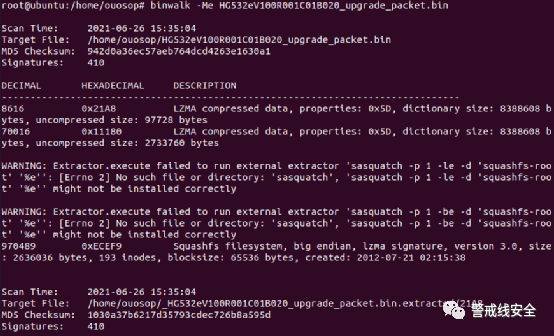 root@ubuntu:/home/ouosop# binwalk -Me HG532eV100R001C01B020_upgrade_packet.bin
Scan Time:     2021-06-26 15:35:04
Target File:   /home/ouosop/HG532eV100R001C01B020_upgrade_packet.bin
MD5 Checksum:  942d0a36ec57aeb764dcd4263e1630a1
Signatures:    410
DECIMAL       HEXADECIMAL     DESCRIPTION
--------------------------------------------------------------------------------
8616          0x21A8          LZMA compressed data, properties: 0x5D, dictionary size: 8388608 b
ytes, uncompressed size: 97728 bytes
70016         0x11180         LZMA compressed data, properties: 0x5D, dictionary size: 8388608 b
ytes, uncompressed size: 2733760 bytes
WARNING: Extractor.execute failed to run external extractor 'sasquatch -p 1 -le -d 'squashfs-roo
t' '%e'': [Errno 2] No such file or directory: 'sasquatch', 'sasquatch -p 1 -le -d 'squashfs-roo
t' '%e'' might not be installed correctly
WARNING: Extractor.execute failed to run external extractor 'sasquatch -p 1 -be -d 'squashfs-roo
t' '%e'': [Errno 2] No such file or directory: 'sasquatch', 'sasquatch -p 1 -be -d 'squashfs-roo
t' '%e'' might not be installed correctly
970489        0xECEF9         Squashfs filesystem, big endian, lzma signature, version 3.0, size
: 2636036 bytes, 193 inodes, blocksize: 65536 bytes, created: 2012-07-21 02:15:38
Scan Time:     2021-06-26 15:35:04
Target File:   /home/ouosop/_HG532eV100R001C01B020_upgrade_packet.bin.extracted/21A8
MD5 Checksum:  1030a37b6217d35793cdec726b8a595d
Signatures:    410
警戒线安全